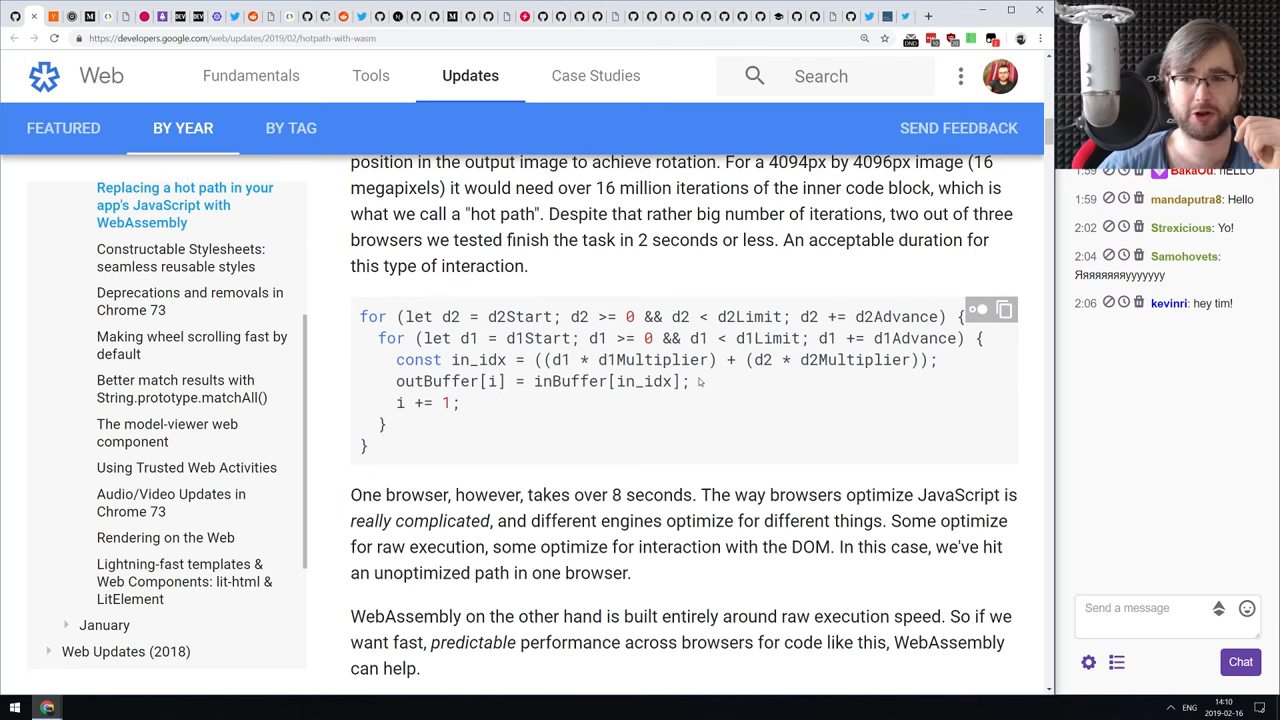 https://developers.google.com/web/updates/2019/02/hotpath-with-wasm
DND
Web
Fundamentals
Tools
Updates
Case Studies
Search
FEATURED
BY YEAR
BY TAG
SEND FEEDBACK
Replacing a hot path in your
app's JavaScript with
WebAssembly
Constructable Stylesheets:
seamless reusable styles
Deprecations and removals in
Chrome 73
Making wheel scrolling fast by
default
Better match results with
String.prototype.matchAll()
The model-viewer web
component
Using Trusted Web Activities
Audio/Video Updates in
Chrome 73
Rendering on the Web
Lightning-fast templates &
Web Components: lit-html &
LitElement
January
Web Updates (2018)
position in the output image to achieve rotation. For a 4094px by 4096px image (16
megapixels) it would need over 16 million iterations of the inner code block, which is
what we call a "hot path". Despite that rather big number of iterations, two out of three
browsers we tested finish the task in 2 seconds or less. An acceptable duration for
this type of interaction.
for (let d2 = d2Start; d2 >= 0 && d2 < d2Limit; d2 += d2Advance) {
for (let d1 = d1Start; d1 >= 0 && d1 < d1Limit; d1 += d1Advance) {
const in_idx = ((d1 * d1Multiplier) + (d2 * d2Multiplier));
outBuffer[i] = inBuffer[in_idx];
i += 1;
}
}
One browser, however, takes over 8 seconds. The way browsers optimize JavaScript is
really complicated, and different engines optimize for different things. Some optimize
for raw execution, some optimize for interaction with the DOM. In this case, we've hit
an unoptimized path in one browser.
WebAssembly on the other hand is built entirely around raw execution speed. So if we
want fast, predictable performance across browsers for code like this, WebAssembly
can help.
1:59 BakaOu: hELLO
1:59 mandaputra8: Hello
2:02 Strexicious: Yo!
2:04 Samohovets:
Яяяяяяяяууууууу
2:06 kevinri: hey tim!
Send a message
Chat
ENG
14:10
2019-02-16